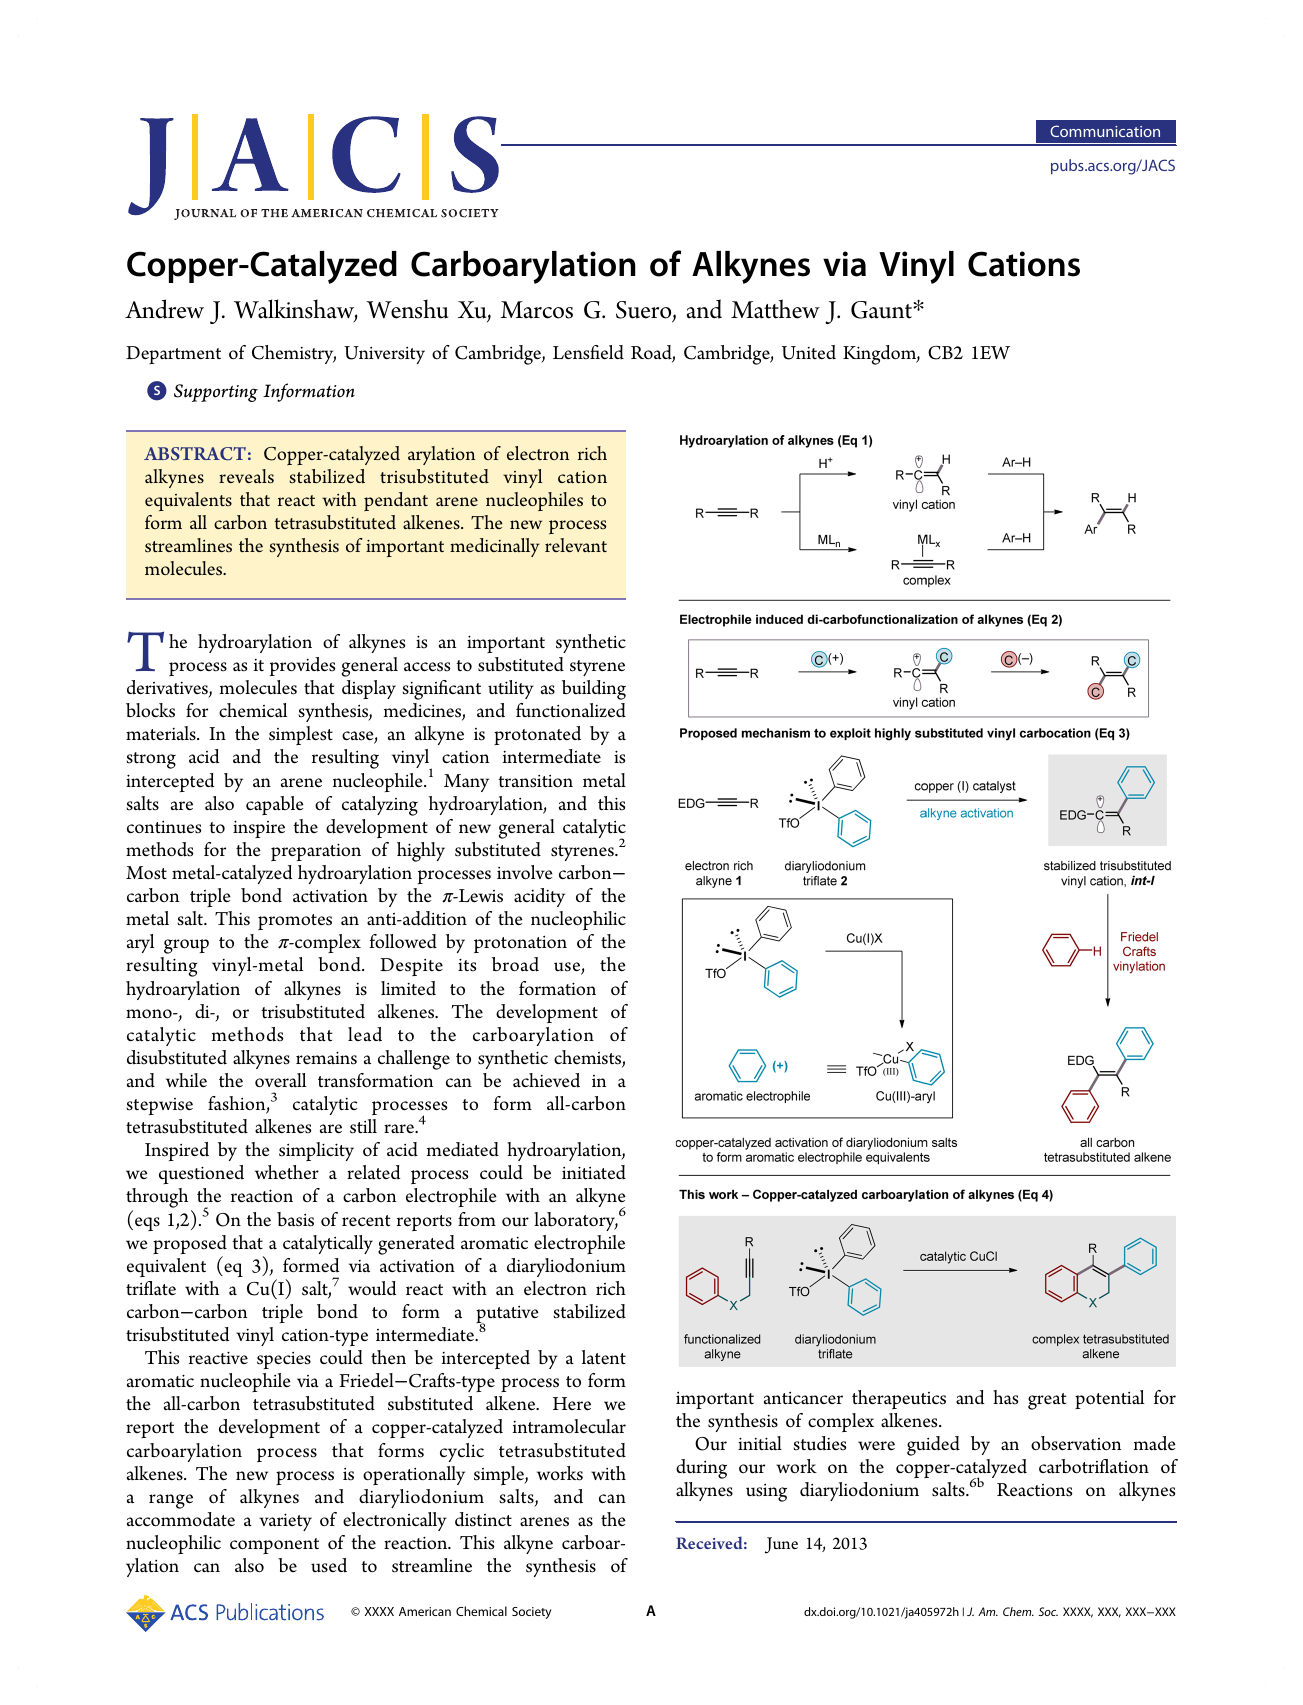 J|A|C|S
JOURNAL OF THE AMERICAN CHEMICAL SOCIETY
Communication
pubs.acs.org/JACS
Copper-Catalyzed Carboarylation of Alkynes via Vinyl Cations
Andrew J. Walkinshaw, Wenshu Xu, Marcos G. Suero, and Matthew J. Gaunt*
Department of Chemistry, University of Cambridge, Lensfield Road, Cambridge, United Kingdom, CB2 1EW
S Supporting Information
ABSTRACT: Copper-catalyzed arylation of electron rich
alkynes reveals stabilized trisubstituted vinyl cation
equivalents that react with pendant arene nucleophiles to
form all carbon tetrasubstituted alkenes. The new process
streamlines the synthesis of important medicinally relevant
molecules.
The hydroarylation of alkynes is an important synthetic
process as it provides general access to substituted styrene
derivatives, molecules that display significant utility as building
blocks for chemical synthesis, medicines, and functionalized
materials. In the simplest case, an alkyne is protonated by a
strong acid and the resulting vinyl cation intermediate is
intercepted by an arene nucleophile.1 Many transition metal
salts are also capable of catalyzing hydroarylation, and this
continues to inspire the development of new general catalytic
methods for the preparation of highly substituted styrenes.2
Most metal-catalyzed hydroarylation processes involve carbon−
carbon triple bond activation by the π-Lewis acidity of the
metal salt. This promotes an anti-addition of the nucleophilic
aryl group to the π-complex followed by protonation of the
resulting vinyl-metal bond. Despite its broad use, the
hydroarylation of alkynes is limited to the formation of
mono-, di-, or trisubstituted alkenes. The development of
catalytic methods that lead to the carboarylation of
disubstituted alkynes remains a challenge to synthetic chemists,
and while the overall transformation can be achieved in a
stepwise fashion,3 catalytic processes to form all-carbon
tetrasubstituted alkenes are still rare.4
Inspired by the simplicity of acid mediated hydroarylation,
we questioned whether a related process could be initiated
through the reaction of a carbon electrophile with an alkyne
(eqs 1,2).5 On the basis of recent reports from our laboratory,6
we proposed that a catalytically generated aromatic electrophile
equivalent (eq 3), formed via activation of a diaryliodonium
triflate with a Cu(I) salt,7 would react with an electron rich
carbon−carbon triple bond to form a putative stabilized
trisubstituted vinyl cation-type intermediate.8
This reactive species could then be intercepted by a latent
aromatic nucleophile via a Friedel−Crafts-type process to form
the all-carbon tetrasubstituted substituted alkene. Here we
report the development of a copper-catalyzed intramolecular
carboarylation process that forms cyclic tetrasubstituted
alkenes. The new process is operationally simple, works with
a range of alkynes and diaryliodonium salts, and can
accommodate a variety of electronically distinct arenes as the
nucleophilic component of the reaction. This alkyne carboar-
ylation can also be used to streamline the synthesis of
Hydroarylation of alkynes (Eq 1)
H+
R C + H R
Ar–H
vinyl cation
R R
R H
Ar R
MLn
MLx
Ar–H
R R
complex
Electrophile induced di-carbofunctionalization of alkynes (Eq 2)
R R
C (+)
R C + C R
C (–)
R C
C R
vinyl cation
Proposed mechanism to exploit highly substituted vinyl carbocation (Eq 3)
EDG R
I
TfO
copper (I) catalyst
alkyne activation
EDG C + R
electron rich
alkyne 1
diaryliodonium
triflate 2
stabilized trisubstituted
vinyl cation, int-I
I
TfO
Cu(I)X
H
Friedel
Crafts
vinylation
(+)
X
Cu
TfO (III)
aromatic electrophile
Cu(III)-aryl
EDG
R
copper-catalyzed activation of diaryliodonium salts
to form aromatic electrophile equivalents
all carbon
tetrasubstituted alkene
This work – Copper-catalyzed carboarylation of alkynes (Eq 4)
R
X
I
TfO
catalytic CuCl
R
X
functionalized
alkyne
diaryliodonium
triflate
complex tetrasubstituted
alkene
important anticancer therapeutics and has great potential for
the synthesis of complex alkenes.
Our initial studies were guided by an observation made
during our work on the copper-catalyzed carbotriflation of
alkynes using diaryliodonium salts.6b Reactions on alkynes
Received: June 14, 2013
ACS Publications
© XXXX American Chemical Society
A
dx.doi.org/10.1021/ja405972h | J. Am. Chem. Soc. XXXX, XXX, XXX−XXX